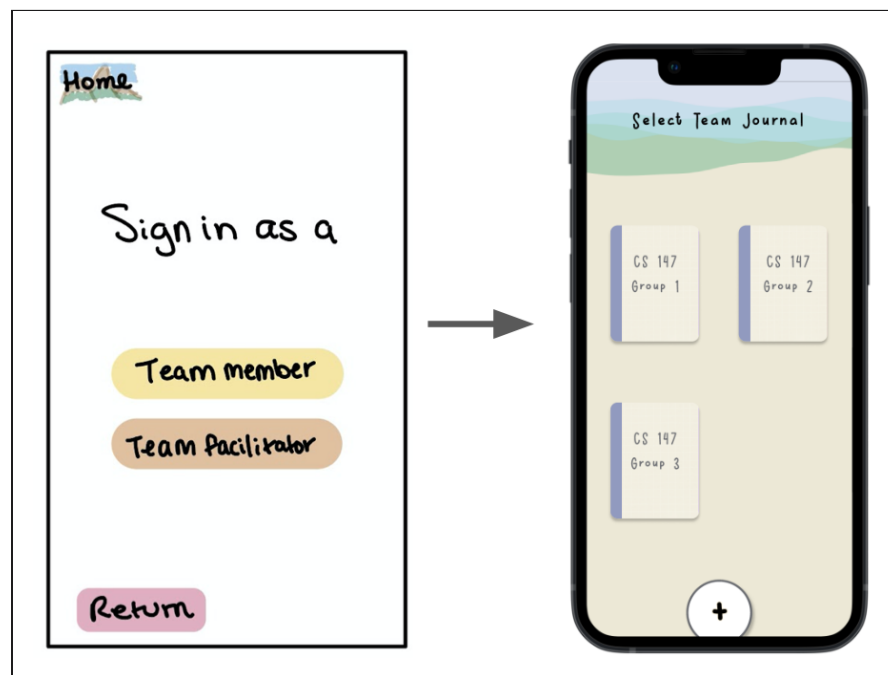 Home
Sign in as a
Team member
Team facilitator
Return
Select Team Journal
CS 147
Group 1
CS 147
Group 2
CS 147
Group 3
+